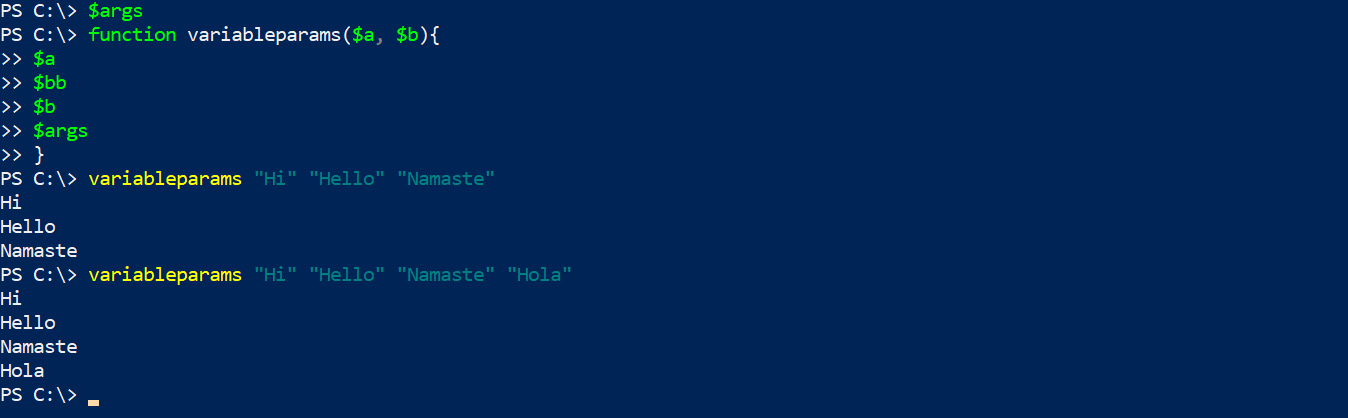 PS C:\> $args
PS C:\> function variableparams($a, $b){
>> $a
>> $bb
>> $b
>> $args
>> }
PS C:\> variableparams "Hi" "Hello" "Namaste"
Hi
Hello
Namaste
PS C:\> variableparams "Hi" "Hello" "Namaste" "Hola"
Hi
Hello
Namaste
Hola
PS C:\>